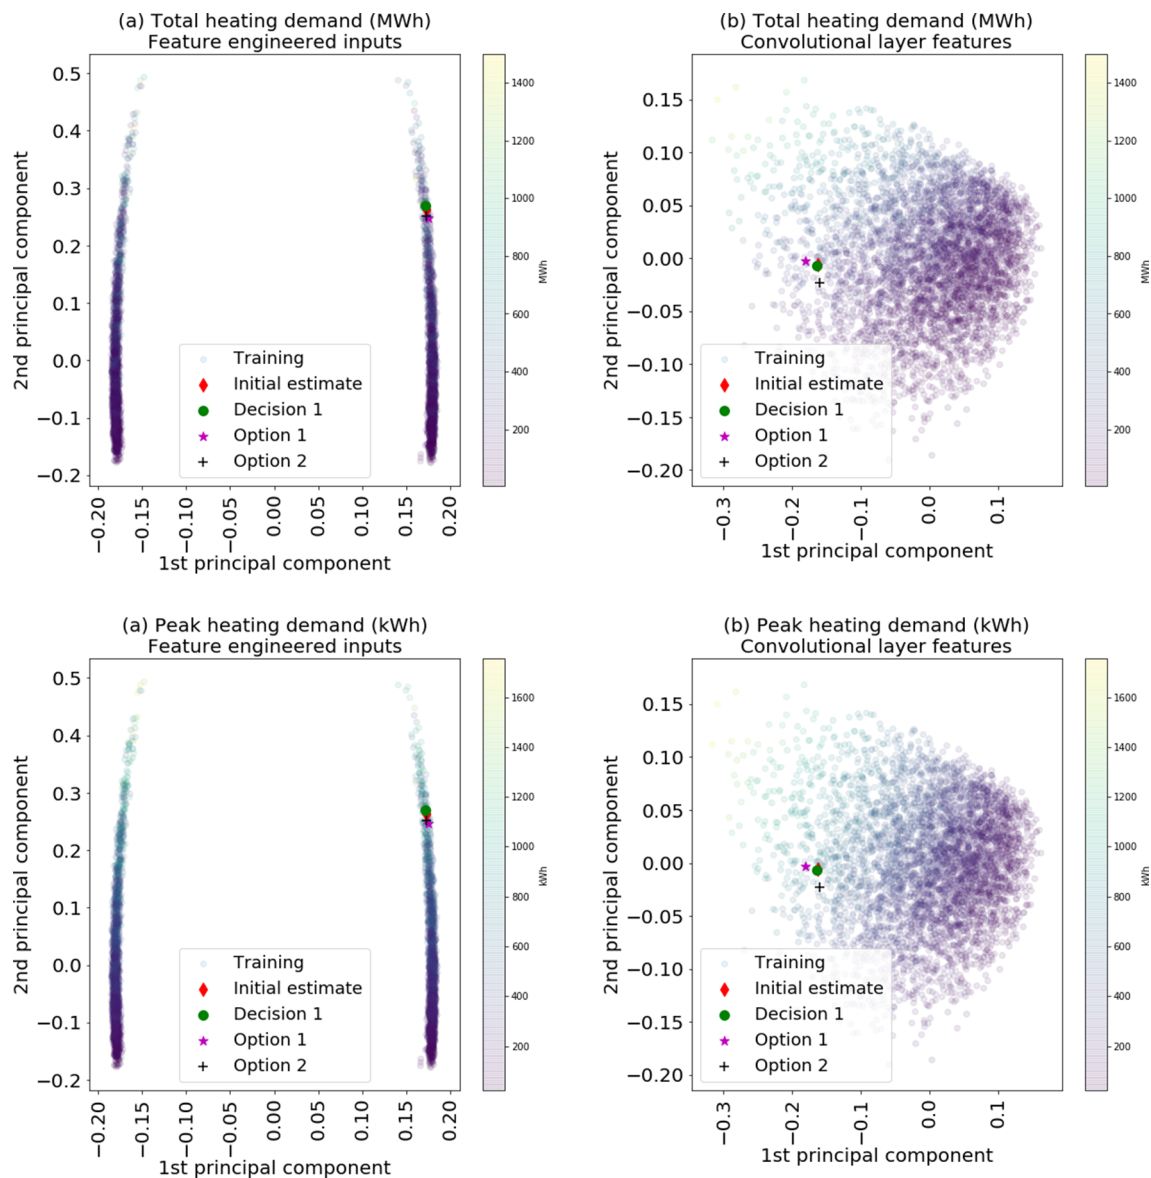 (a) Total heating demand (MWh)
Feature engineered inputs
2nd principal component
0.5
0.4
0.3
0.2
0.1
0.0
−0.1
−0.2
−0.20
−0.15
−0.10
−0.05
0.00
0.05
0.10
0.15
0.20
1st principal component
Training
Initial estimate
Decision 1
Option 1
Option 2
1400
1200
1000
800
600
400
200
MWh
(b) Total heating demand (MWh)
Convolutional layer features
2nd principal component
0.15
0.10
0.05
0.00
−0.05
−0.10
−0.15
−0.20
−0.3
−0.2
−0.1
0.0
0.1
1st principal component
Training
Initial estimate
Decision 1
Option 1
Option 2
1400
1200
1000
800
600
400
200
MWh
(a) Peak heating demand (kWh)
Feature engineered inputs
2nd principal component
0.5
0.4
0.3
0.2
0.1
0.0
−0.1
−0.2
−0.20
−0.15
−0.10
−0.05
0.00
0.05
0.10
0.15
0.20
1st principal component
Training
Initial estimate
Decision 1
Option 1
Option 2
1600
1400
1200
1000
800
600
400
200
kWh
(b) Peak heating demand (kWh)
Convolutional layer features
2nd principal component
0.15
0.10
0.05
0.00
−0.05
−0.10
−0.15
−0.20
−0.3
−0.2
−0.1
0.0
0.1
1st principal component
Training
Initial estimate
Decision 1
Option 1
Option 2
1600
1400
1200
1000
800
600
400
200
kWh